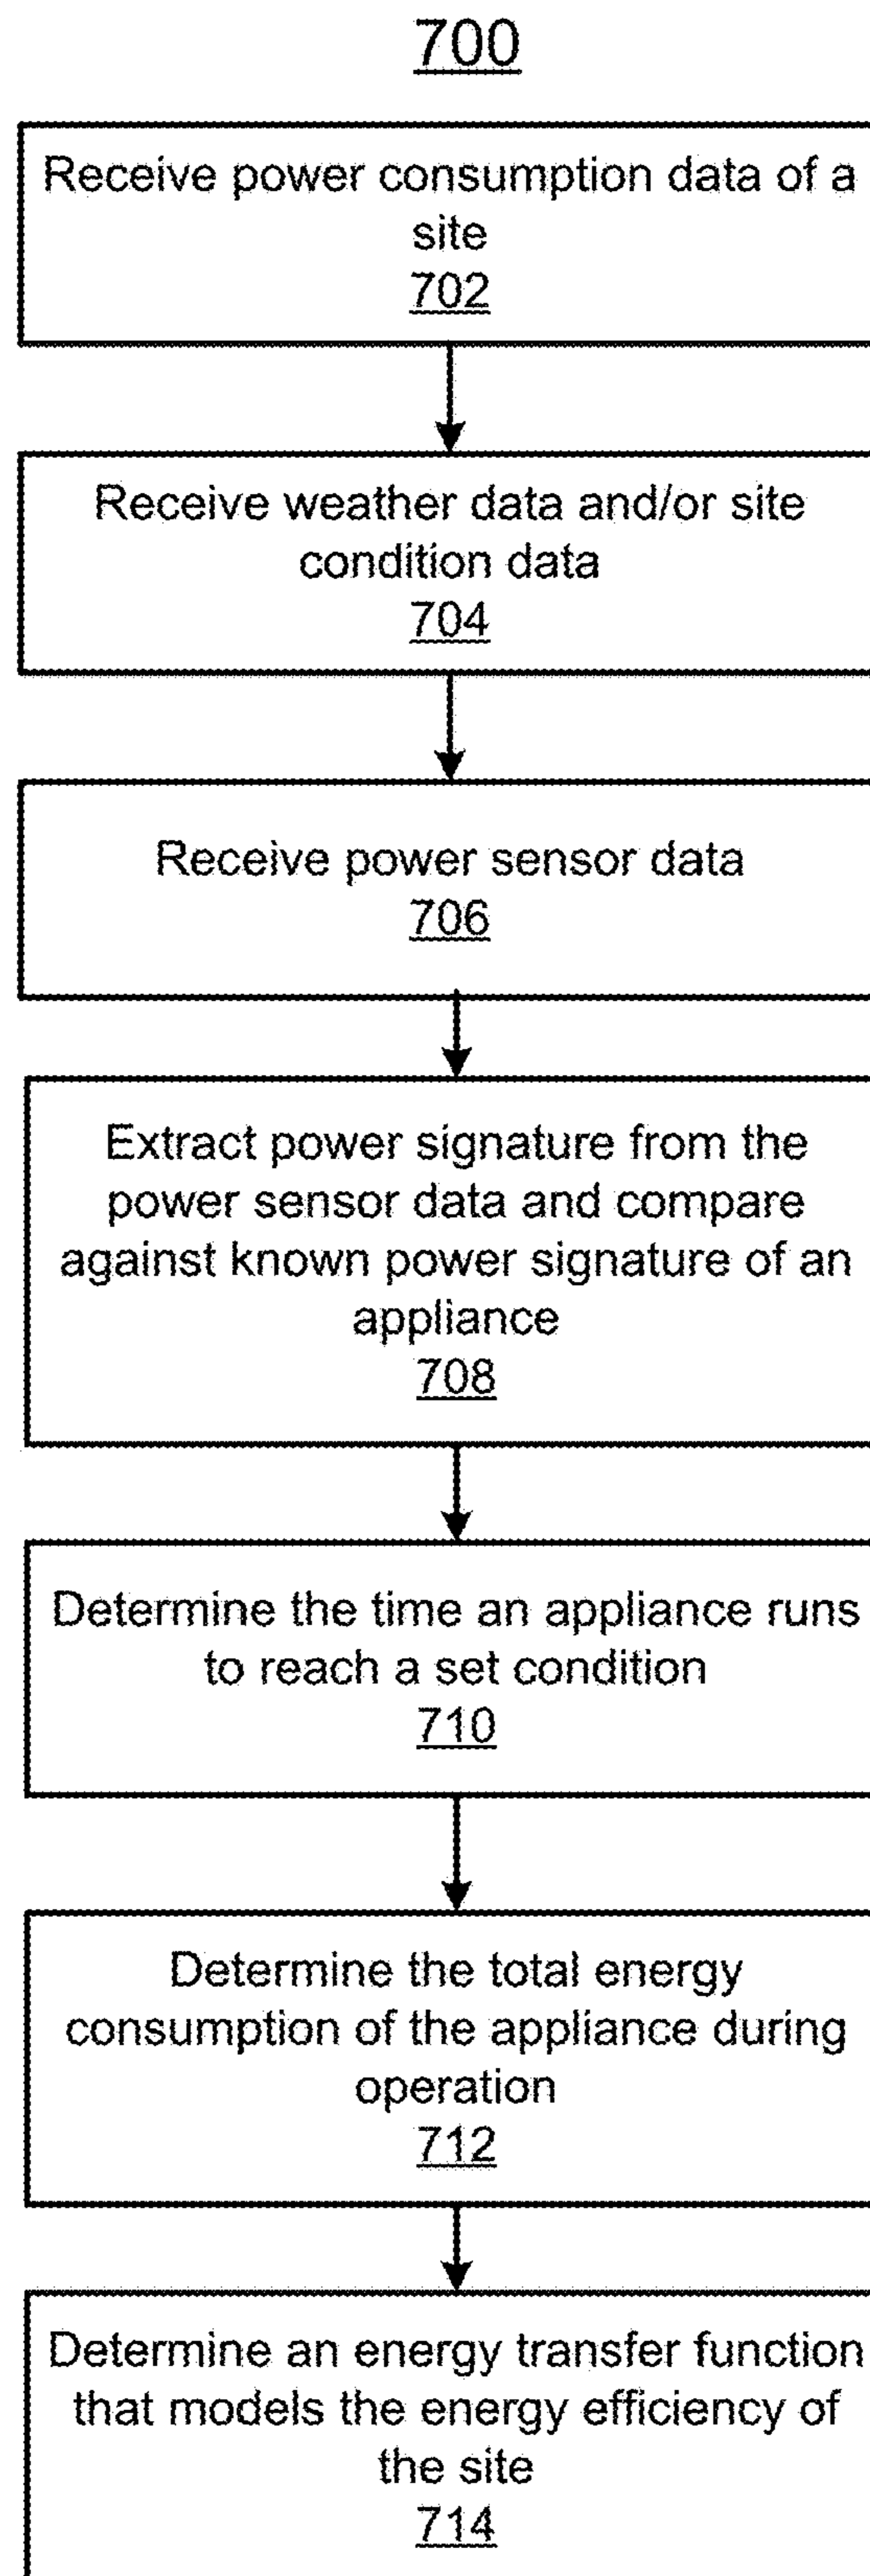 700
Receive power consumption data of a
site
702
Receive weather data and/or site
condition data
704
Receive power sensor data
706
Extract power signature from the
power sensor data and compare
against known power signature of an
appliance
708
Determine the time an appliance runs
to reach a set condition
710
Determine the total energy
consumption of the appliance during
operation
712
Determine an energy transfer function
that models the energy efficiency of
the site
714